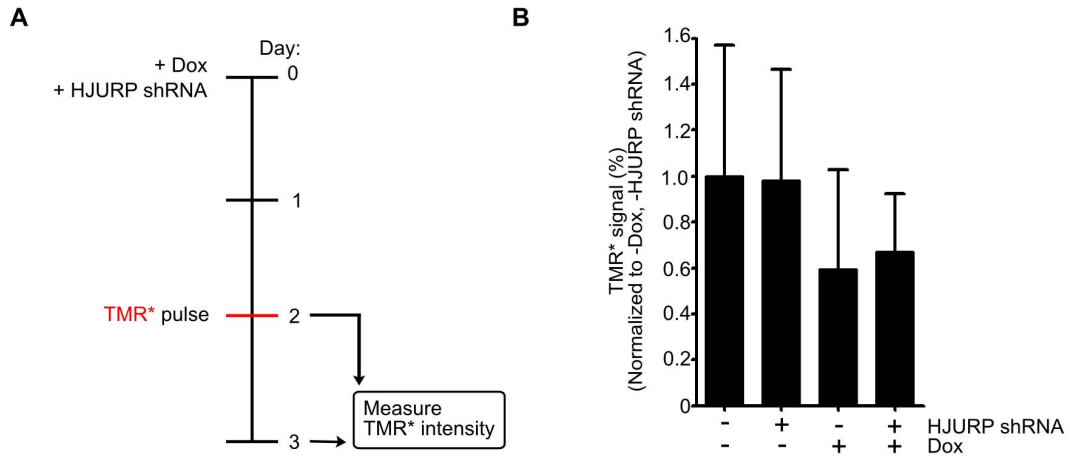 A
Day:
+ Dox
+ HJURP shRNA
0
1
TMR* pulse
2
Measure
TMR* intensity
3
B
TMR* signal (%)
(Normalized to -Dox, -HJURP shRNA)
1.6
1.4
1.2
1.0
0.8
0.6
0.4
0.2
0
- + - + HJURP shRNA
- - + + Dox